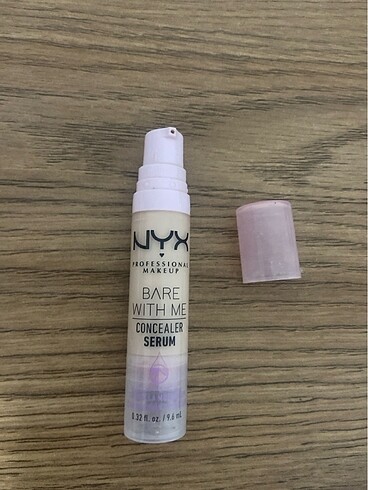 NYX
PROFESSIONAL
MAKEUP
BARE
WITH ME
CONCEALER
SERUM
0.32 fl. oz. / 9.6 mL